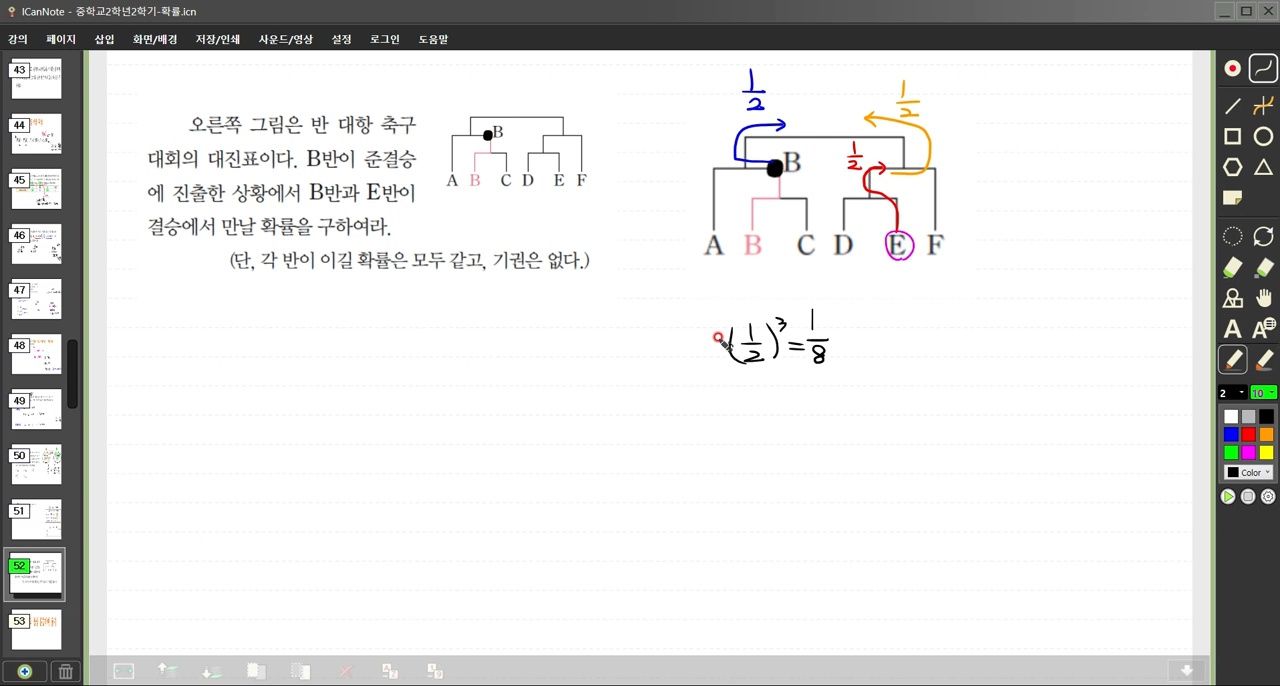 ICanNote - 중학교2학년2학기-확률.icn
강의 페이지 삽입 화면/배경 저장/인쇄 사운드/영상 설정 로그인 도움말
43
44
45
46
47
48
49
50
51
52
53
오른쪽 그림은 반 대항 축구
대회의 대진표이다. B반이 준결승
에 진출한 상황에서 B반과 E반이
결승에서 만날 확률을 구하여라.
(단, 각 반이 이길 확률은 모두 같고, 기권은 없다.)
B
A B C D E F
1/2 1/2
1/2
B
A B C D E F
(1/2)³ = 1/8
A A
2 10
Color